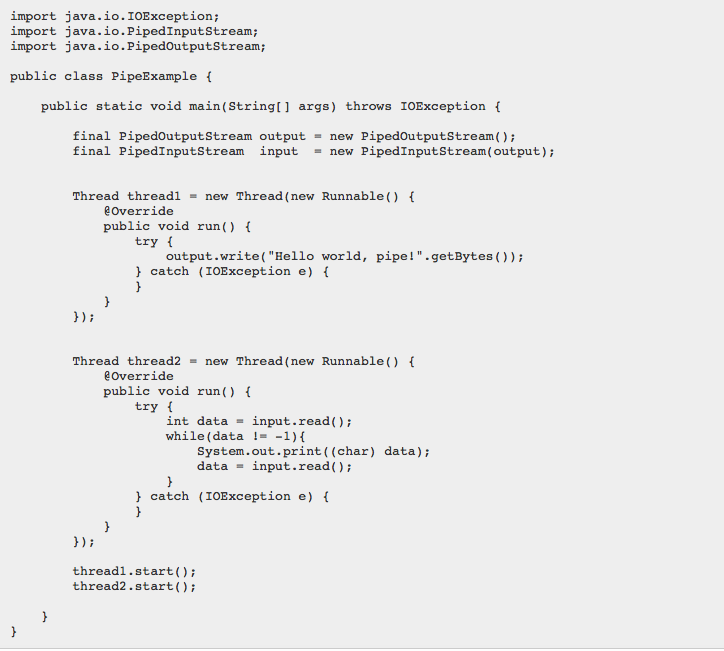 import java.io.IOException;
import java.io.PipedInputStream;
import java.io.PipedOutputStream;

public class PipeExample {

    public static void main(String[] args) throws IOException {

        final PipedOutputStream output = new PipedOutputStream();
        final PipedInputStream  input  = new PipedInputStream(output);


        Thread thread1 = new Thread(new Runnable() {
            @Override
            public void run() {
                try {
                    output.write("Hello world, pipe!".getBytes());
                } catch (IOException e) {
                }
            }
        });


        Thread thread2 = new Thread(new Runnable() {
            @Override
            public void run() {
                try {
                    int data = input.read();
                    while(data != -1){
                        System.out.print((char) data);
                        data = input.read();
                    }
                } catch (IOException e) {
                }
            }
        });

        thread1.start();
        thread2.start();

    }
}